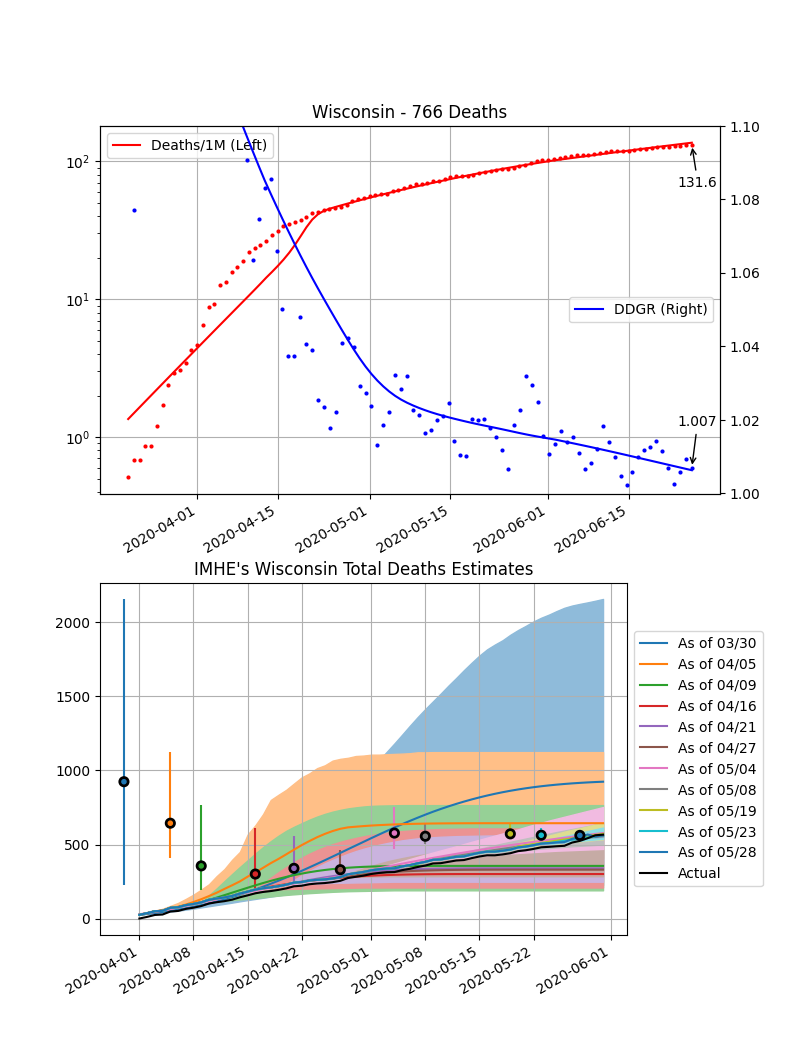 Wisconsin - 766 Deaths
Deaths/1M (Left)
DDGR (Right)
131.6
1.007
10²
10¹
10⁰
1.10
1.08
1.06
1.04
1.02
1.00
2020-04-01
2020-04-15
2020-05-01
2020-05-15
2020-06-01
2020-06-15
IMHE's Wisconsin Total Deaths Estimates
2000
1500
1000
500
0
2020-04-01
2020-04-08
2020-04-15
2020-04-22
2020-05-01
2020-05-08
2020-05-15
2020-05-22
2020-06-01
As of 03/30
As of 04/05
As of 04/09
As of 04/16
As of 04/21
As of 04/27
As of 05/04
As of 05/08
As of 05/19
As of 05/23
As of 05/28
Actual